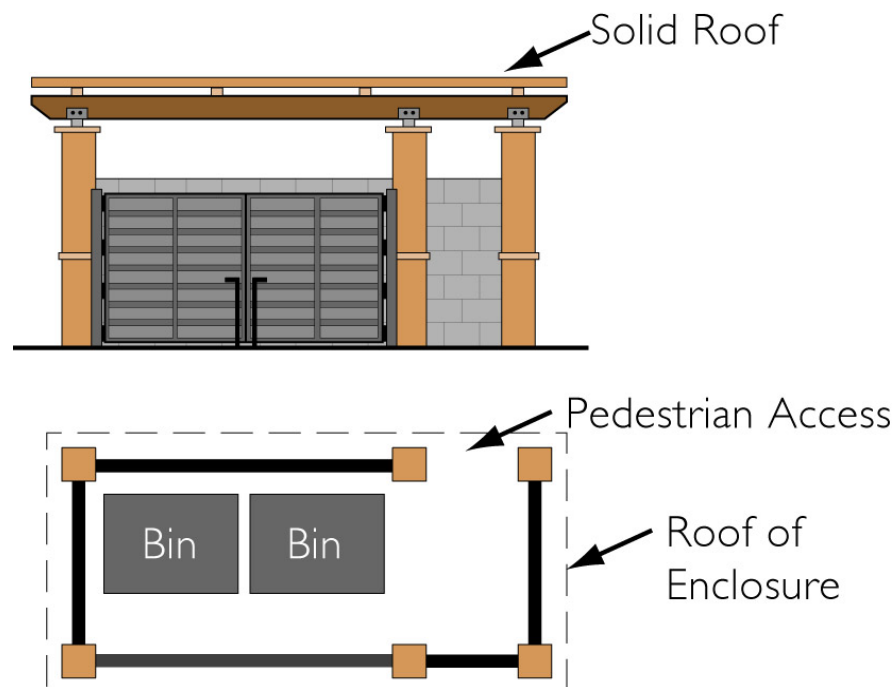 Solid Roof
Pedestrian Access
Bin
Bin
Roof of
Enclosure